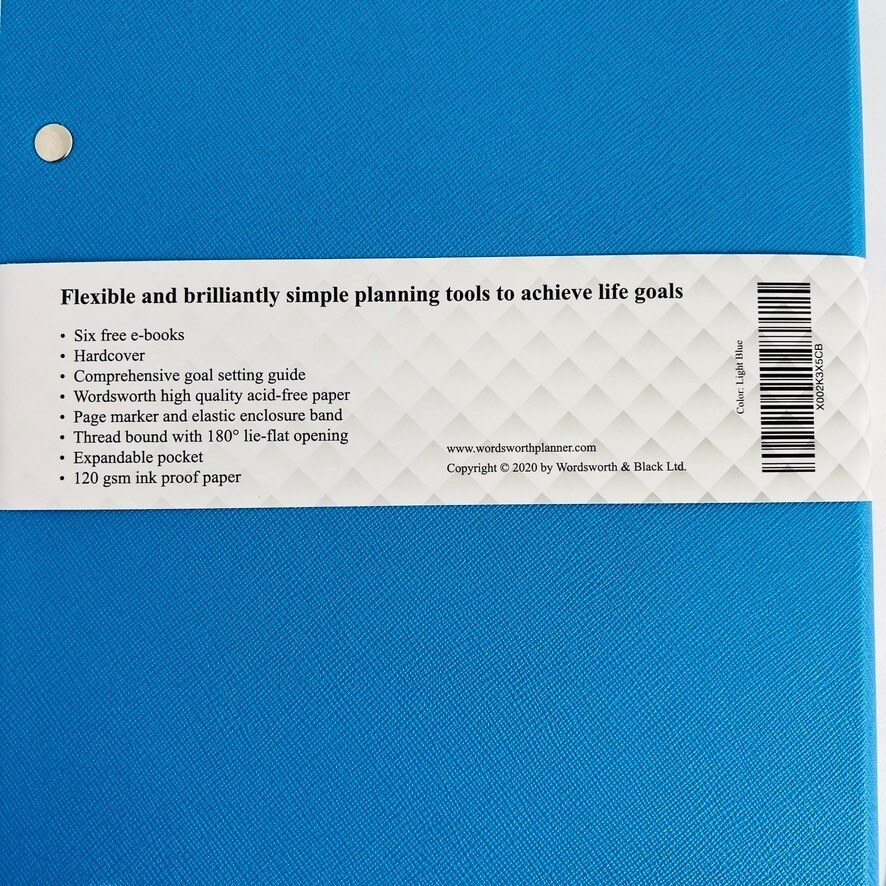 Flexible and brilliantly simple planning tools to achieve life goals
• Six free e-books
• Hardcover
• Comprehensive goal setting guide
• Wordsworth high quality acid-free paper
• Page marker and elastic enclosure band
• Thread bound with 180° lie-flat opening
• Expandable pocket
• 120 gsm ink proof paper
www.wordsworthplanner.com
Copyright © 2020 by Wordsworth & Black Ltd.
Color: Light Blue
X002K3X5CB